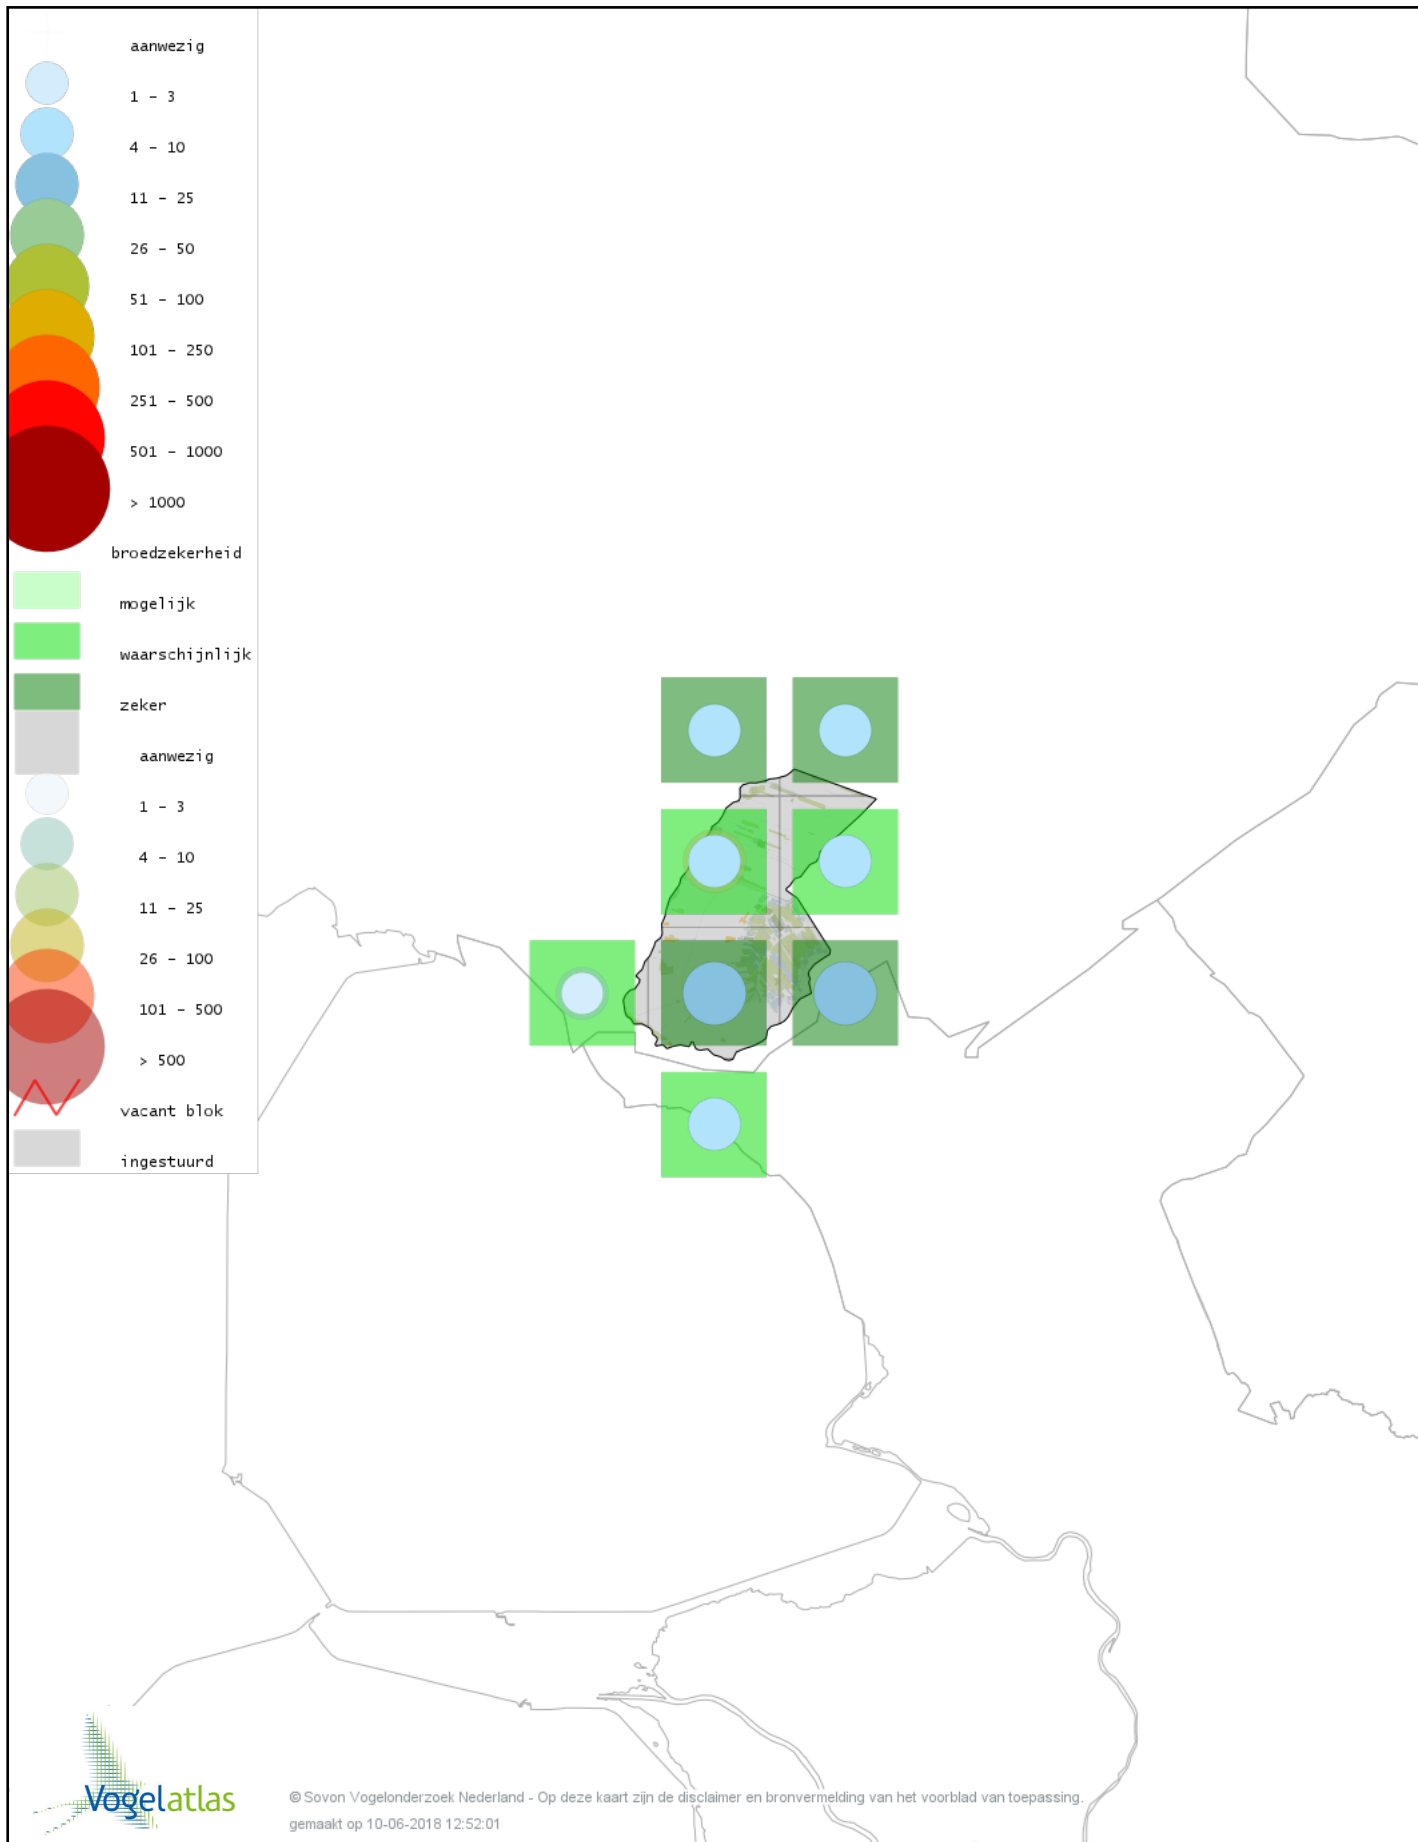 aanwezig
1 - 3
4 - 10
11 - 25
26 - 50
51 - 100
101 - 250
251 - 500
501 - 1000
> 1000
broedzekerheid
mogelijk
waarschijnlijk
zeker
aanwezig
1 - 3
4 - 10
11 - 25
26 - 100
101 - 500
> 500
vacant blok
ingestuurd
Vogelatlas
© Sovon Vogelonderzoek Nederland - Op deze kaart zijn de disclaimer en bronvermelding van het voorblad van toepassing.
gemaakt op 10-06-2018 12:52:01